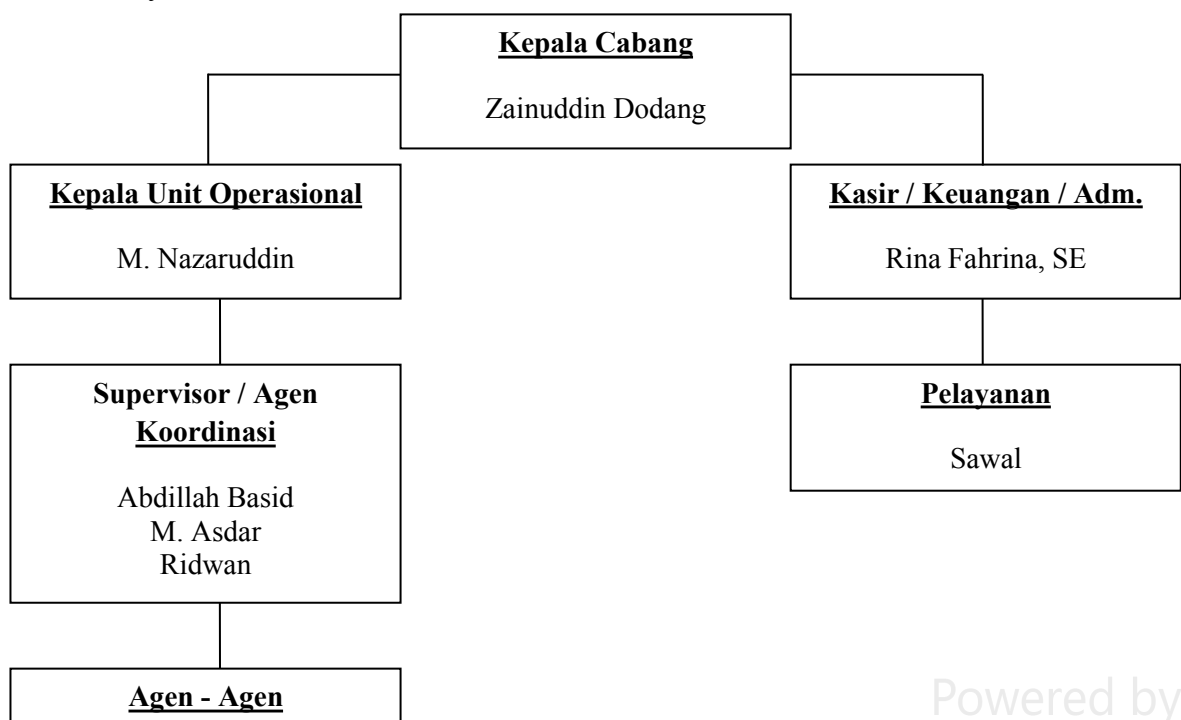 Kepala Cabang
Zainuddin Dodang
Kepala Unit Operasional
M. Nazaruddin
Kasir / Keuangan / Adm.
Rina Fahrina, SE
Supervisor / Agen
Koordinasi
Abdillah Basid
M. Asdar
Ridwan
Pelayanan
Sawal
Agen - Agen
Powered by